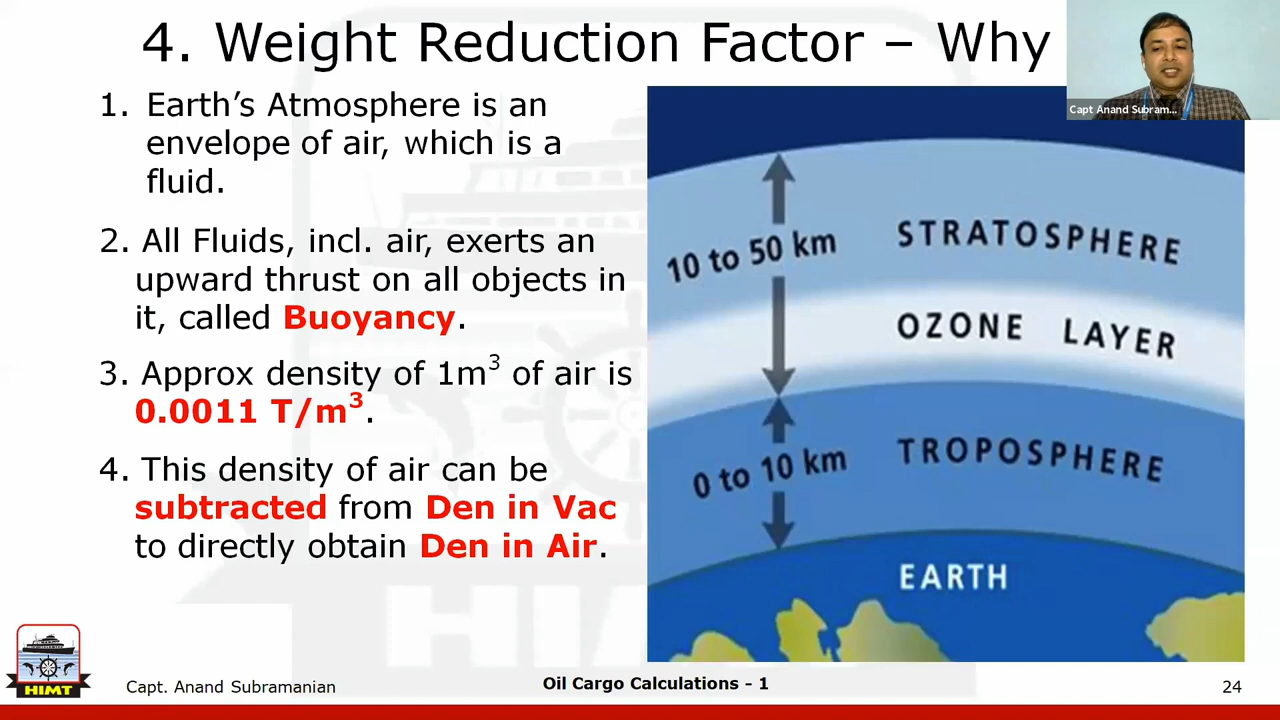 4. Weight Reduction Factor – Why
Capt Anand Subram...
1. Earth's Atmosphere is an
envelope of air, which is a
fluid.
2. All Fluids, incl. air, exerts an
upward thrust on all objects in
it, called Buoyancy.
3. Approx density of 1m³ of air is
0.0011 T/m³.
4. This density of air can be
subtracted from Den in Vac
to directly obtain Den in Air.
10 to 50 km
STRATOSPHERE
OZONE LAYER
0 to 10 km
TROPOSPHERE
EARTH
HIMT
Capt. Anand Subramanian
Oil Cargo Calculations - 1
24